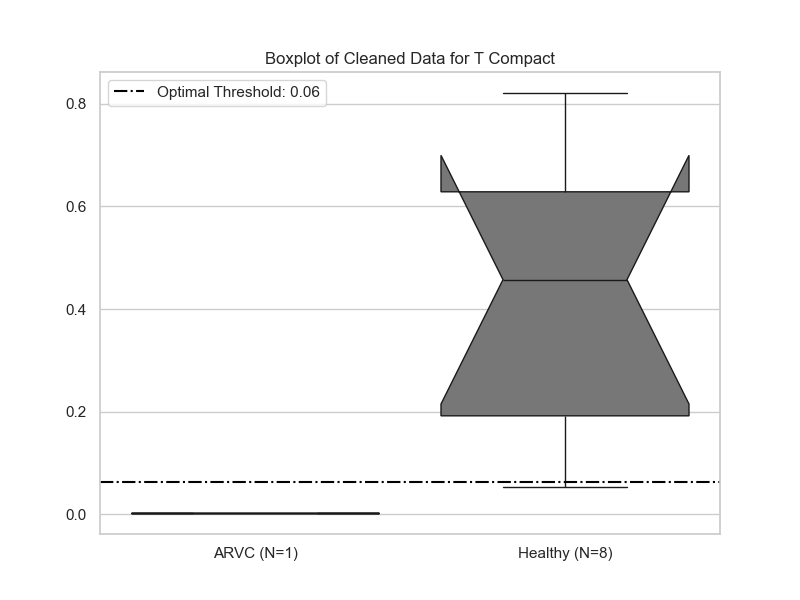 Boxplot of Cleaned Data for T Compact
Optimal Threshold: 0.06
0.8
0.6
0.4
0.2
0.0
ARVC (N=1)
Healthy (N=8)